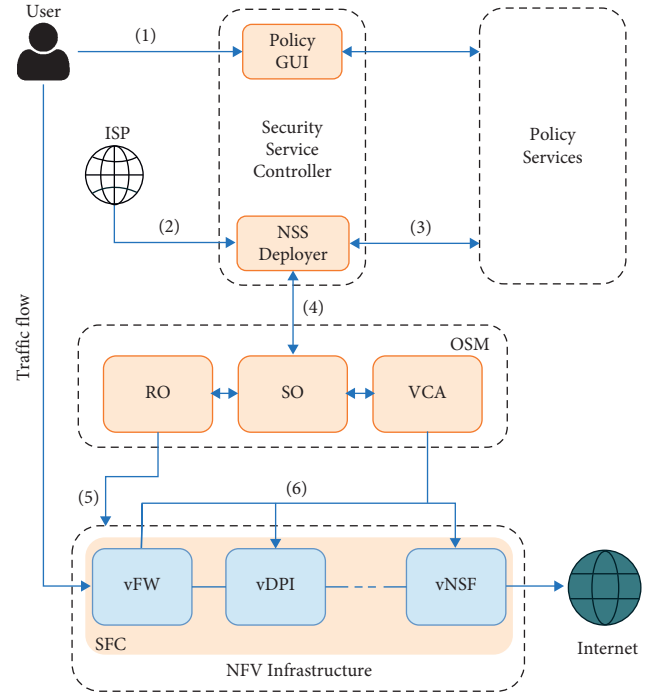 User
(1)
Policy
GUI
ISP
Security
Service
Controller
Policy
Services
(2)
NSS
Deployer
(3)
(4)
Traffic flow
OSM
RO
SO
VCA
(5)
(6)
vFW
vDPI
vNSF
SFC
Internet
NFV Infrastructure